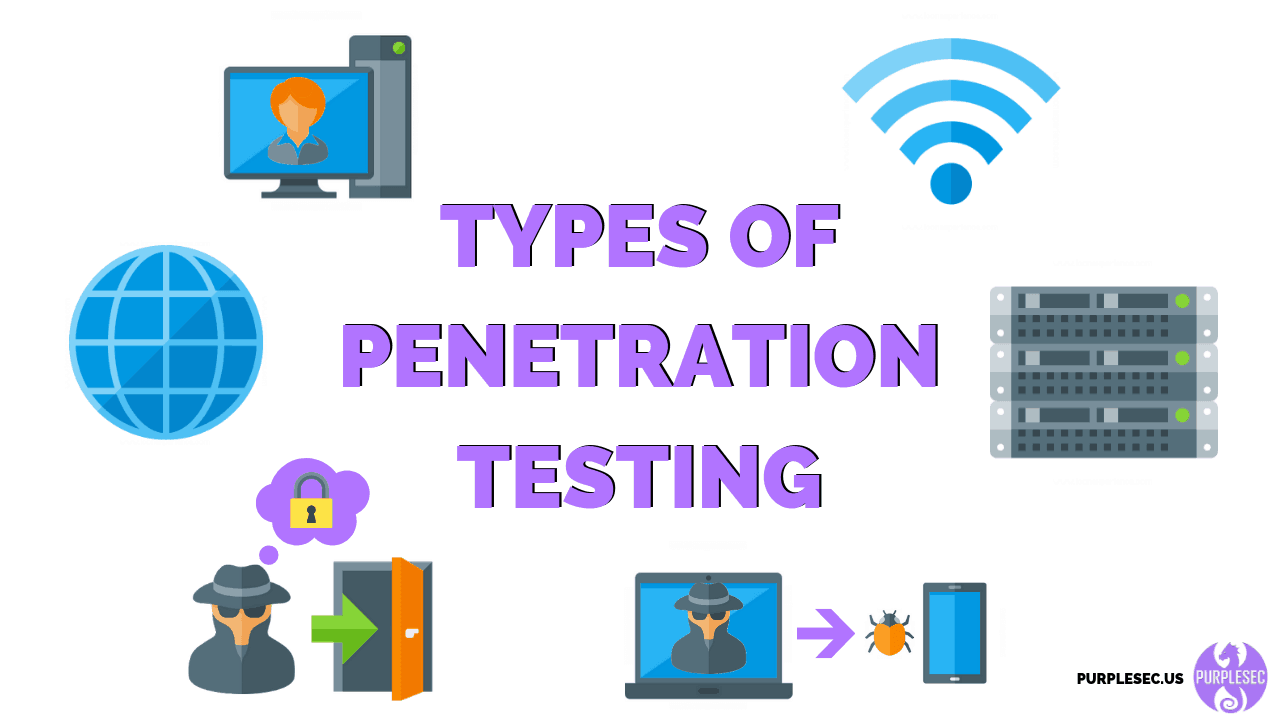 TYPES OF
PENETRATION
TESTING
PURPLESEC.US
PURPLESEC